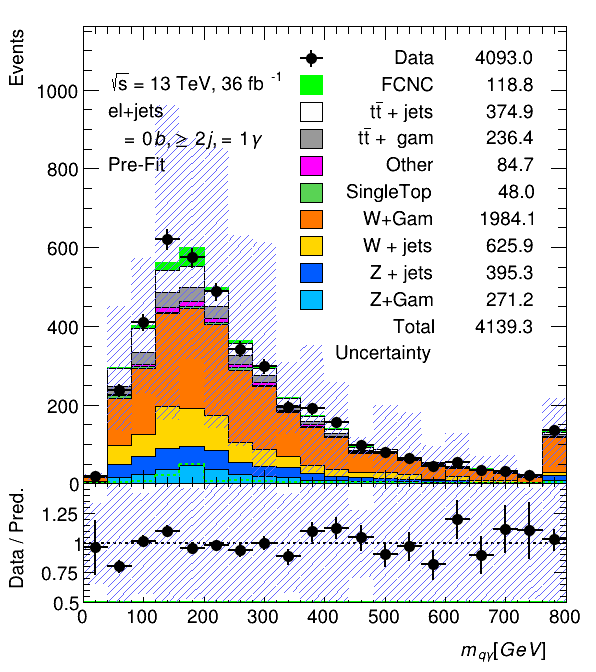 Events
1000
800
600
400
200
0
√s = 13 TeV, 36 fb⁻¹
el+jets
= 0b, ≥ 2j, = 1γ
Pre-Fit
Data 4093.0
FCNC 118.8
tt̄ + jets 374.9
tt̄ + gam 236.4
Other 84.7
SingleTop 48.0
W+Gam 1984.1
W + jets 625.9
Z + jets 395.3
Z+Gam 271.2
Total 4139.3
Uncertainty
Data / Pred.
1.25
1
0.75
0.5
0 100 200 300 400 500 600 700 800
m_qγ[GeV]